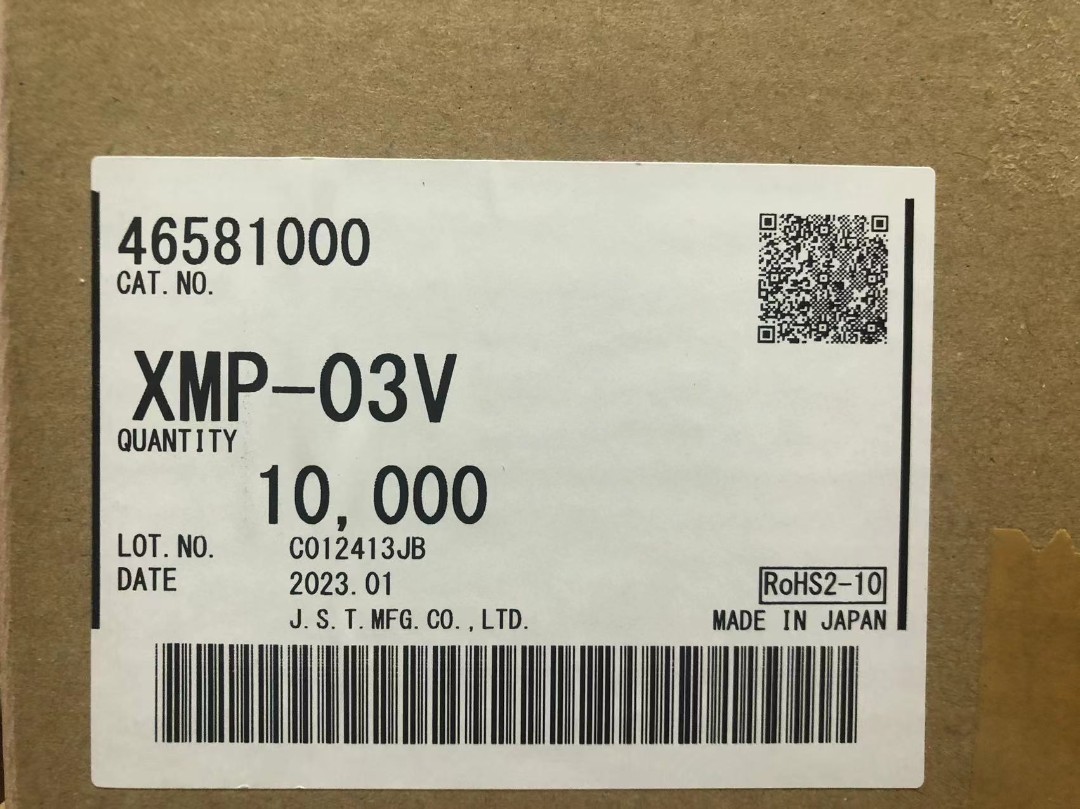 46581000
CAT. NO.
XMP-03V
QUANTITY
10,000
LOT. NO. C012413JB
DATE 2023.01
RoHS2-10
J.S.T.MFG.CO.,LTD. MADE IN JAPAN